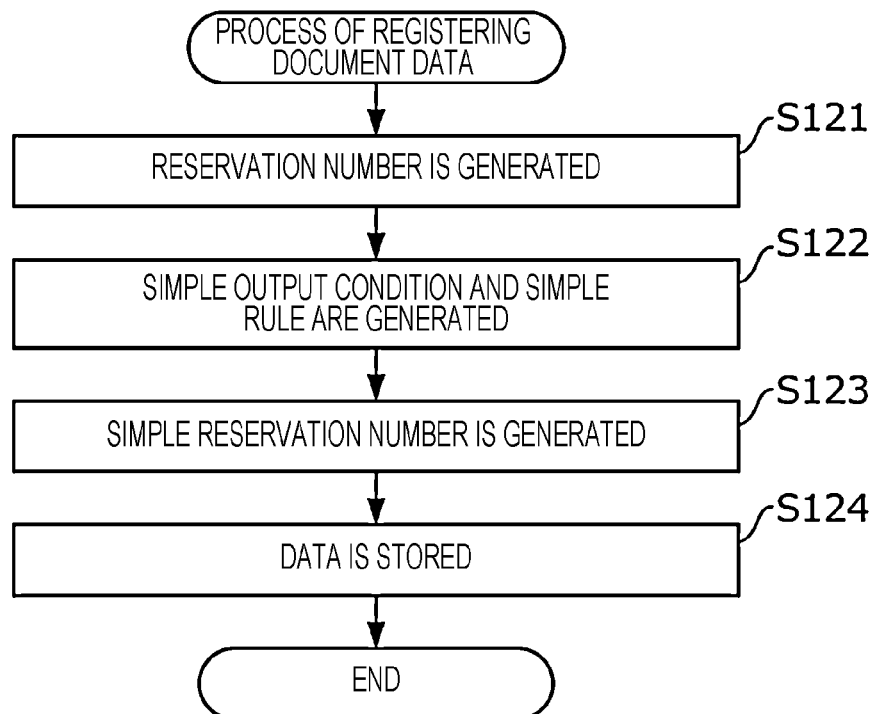 PROCESS OF REGISTERING
DOCUMENT DATA
S121
RESERVATION NUMBER IS GENERATED
S122
SIMPLE OUTPUT CONDITION AND SIMPLE
RULE ARE GENERATED
S123
SIMPLE RESERVATION NUMBER IS GENERATED
S124
DATA IS STORED
END